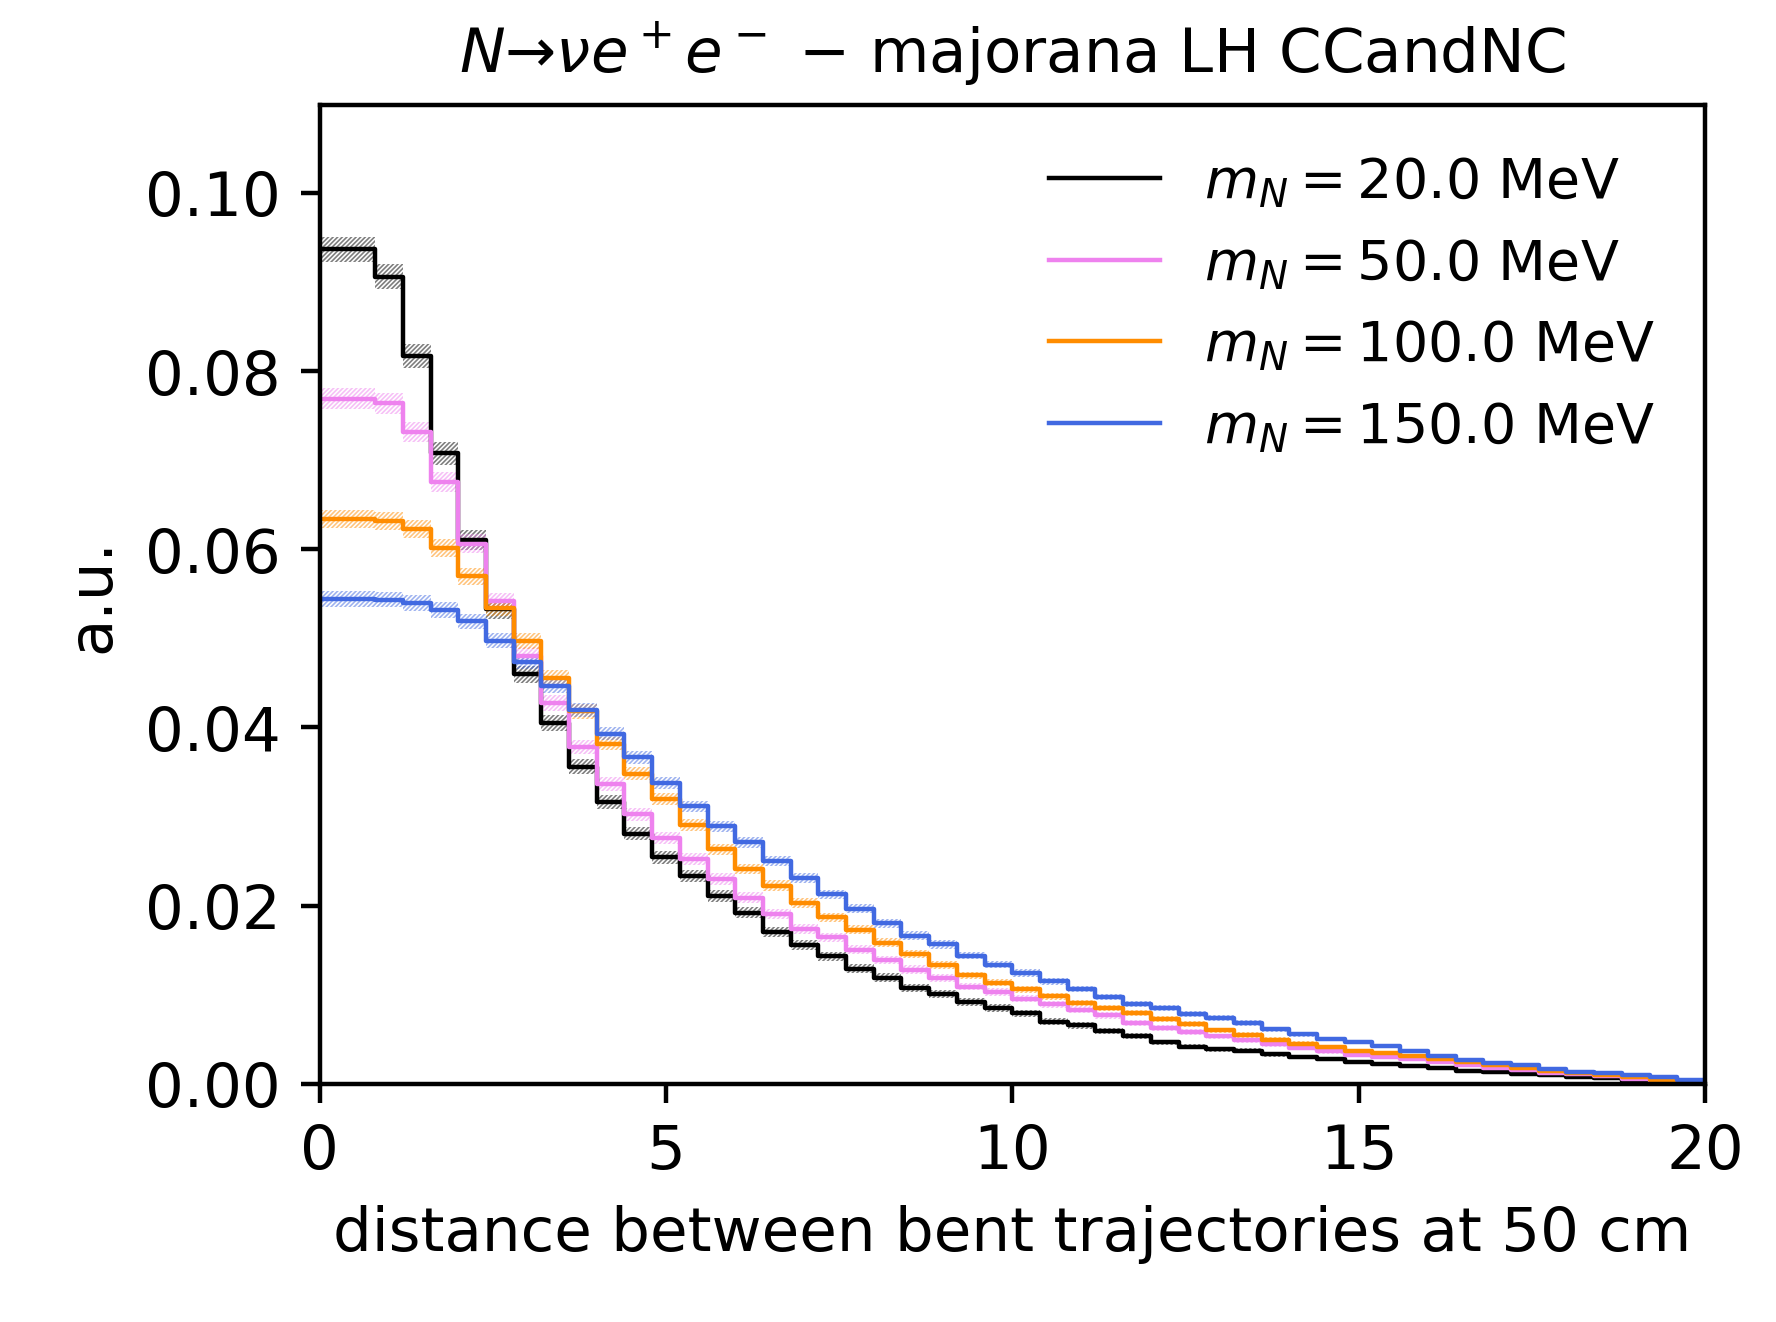 N→νe⁺e⁻ − majorana LH CCandNC
m_N = 20.0 MeV
m_N = 50.0 MeV
m_N = 100.0 MeV
m_N = 150.0 MeV
a.u.
0.10
0.08
0.06
0.04
0.02
0.00
0 5 10 15 20
distance between bent trajectories at 50 cm